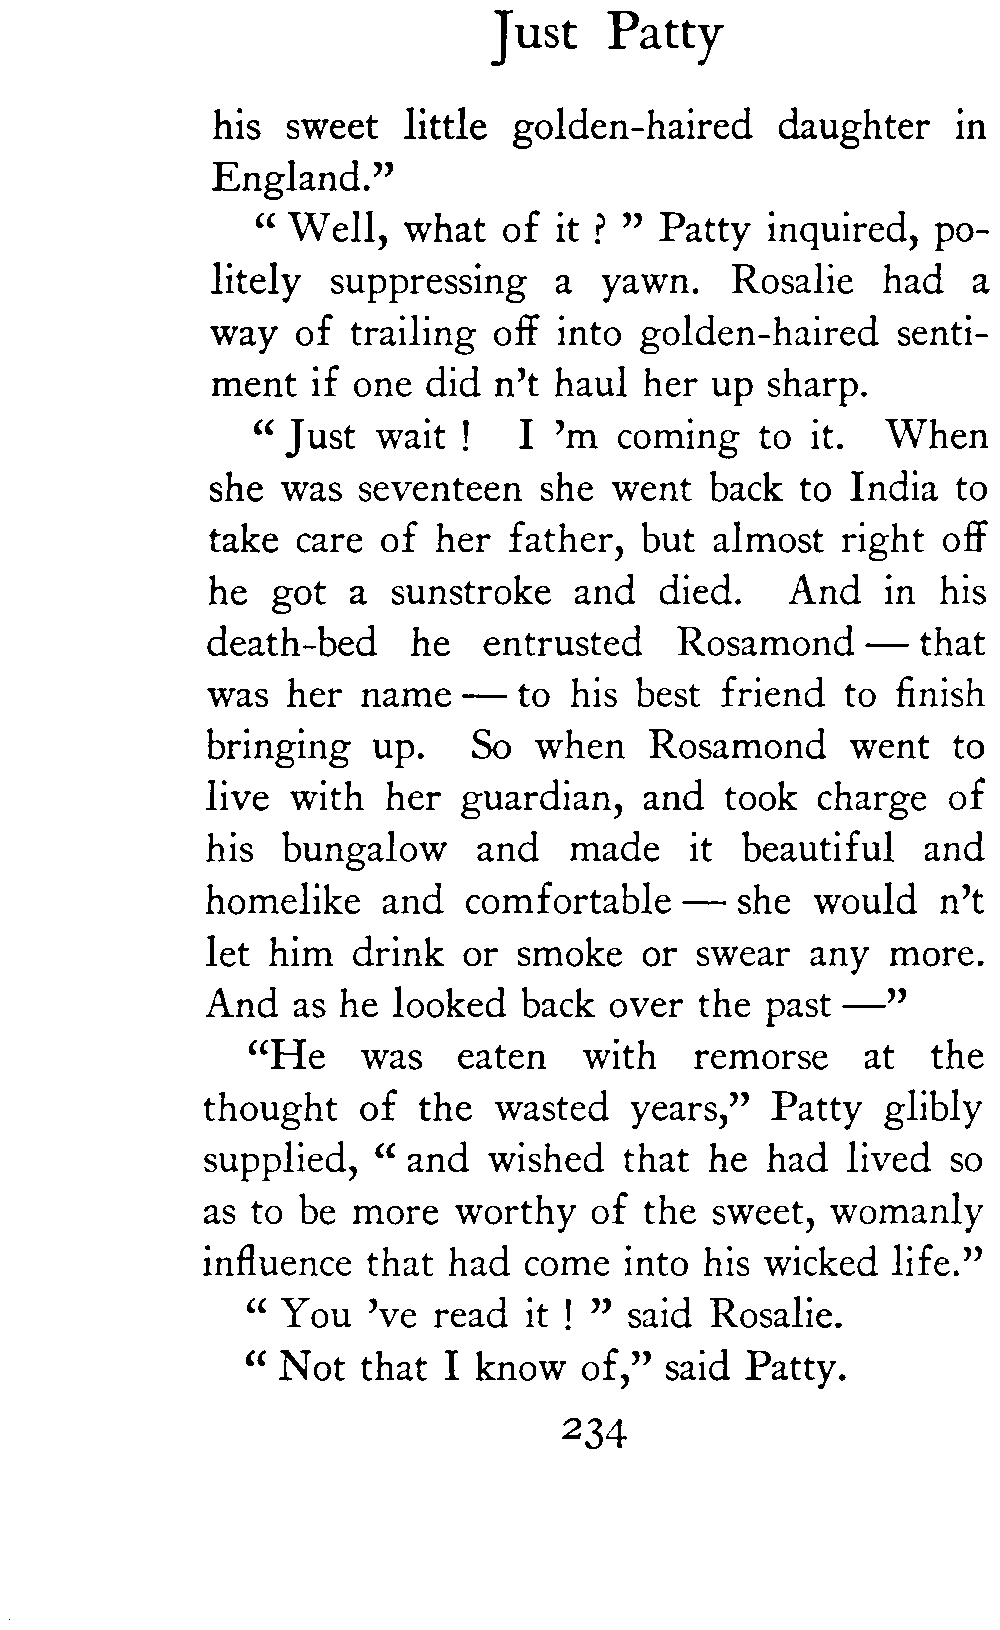 Just Patty
his sweet little golden-haired daughter in
England."
" Well, what of it ? " Patty inquired, po-
litely suppressing a yawn. Rosalie had a
way of trailing off into golden-haired senti-
ment if one did n't haul her up sharp.
" Just wait ! I 'm coming to it. When
she was seventeen she went back to India to
take care of her father, but almost right off
he got a sunstroke and died. And in his
death-bed he entrusted Rosamond — that
was her name — to his best friend to finish
bringing up. So when Rosamond went to
live with her guardian, and took charge of
his bungalow and made it beautiful and
homelike and comfortable — she would n't
let him drink or smoke or swear any more.
And as he looked back over the past —"
"He was eaten with remorse at the
thought of the wasted years," Patty glibly
supplied, " and wished that he had lived so
as to be more worthy of the sweet, womanly
influence that had come into his wicked life."
" You 've read it ! " said Rosalie.
" Not that I know of," said Patty.
234